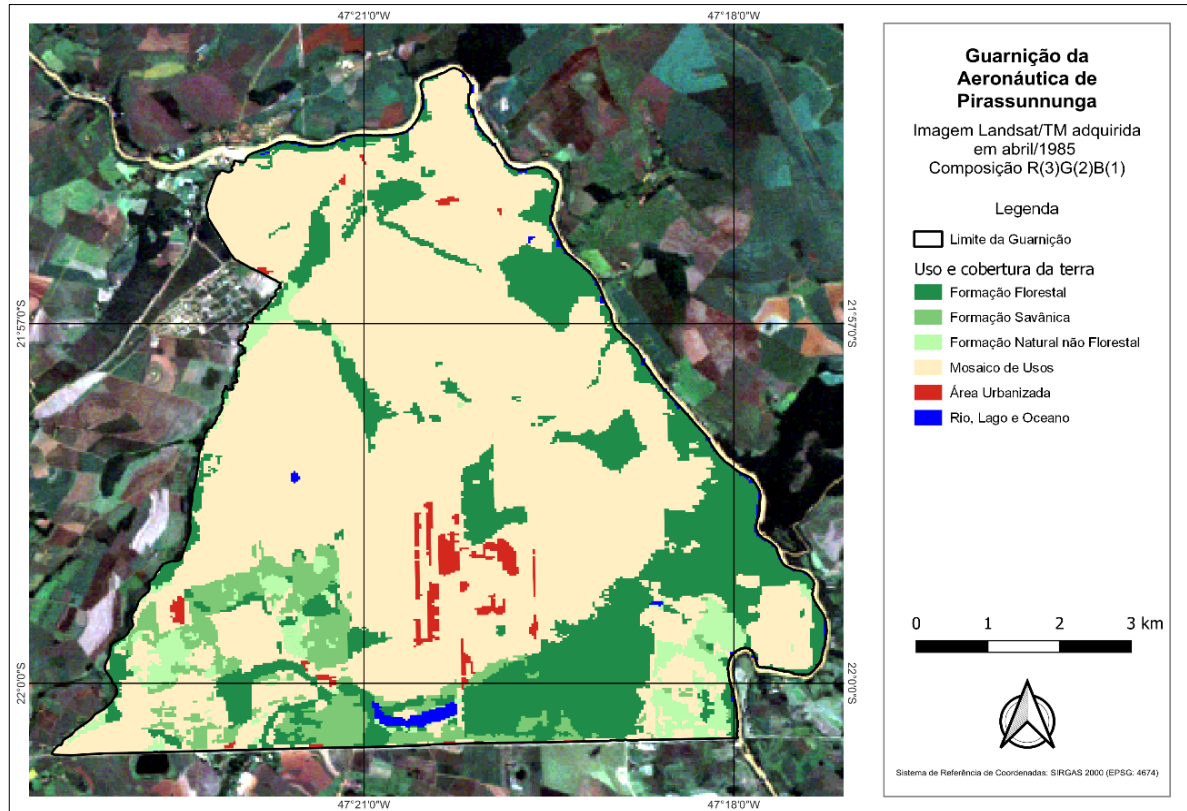 47°21'0"W 47°18'0"W
21°57'0"S 21°57'0"S
22°0'0"S 22°0'0"S
47°21'0"W 47°18'0"W
Guarnição da
Aeronáutica de
Pirassunnunga
Imagem Landsat/TM adquirida
em abril/1985
Composição R(3)G(2)B(1)
Legenda
Limite da Guarnição
Uso e cobertura da terra
Formação Florestal
Formação Savânica
Formação Natural não Florestal
Mosaico de Usos
Área Urbanizada
Rio, Lago e Oceano
0 1 2 3 km
Sistema de Referência de Coordenadas: SIRGAS 2000 (EPSG: 4674)